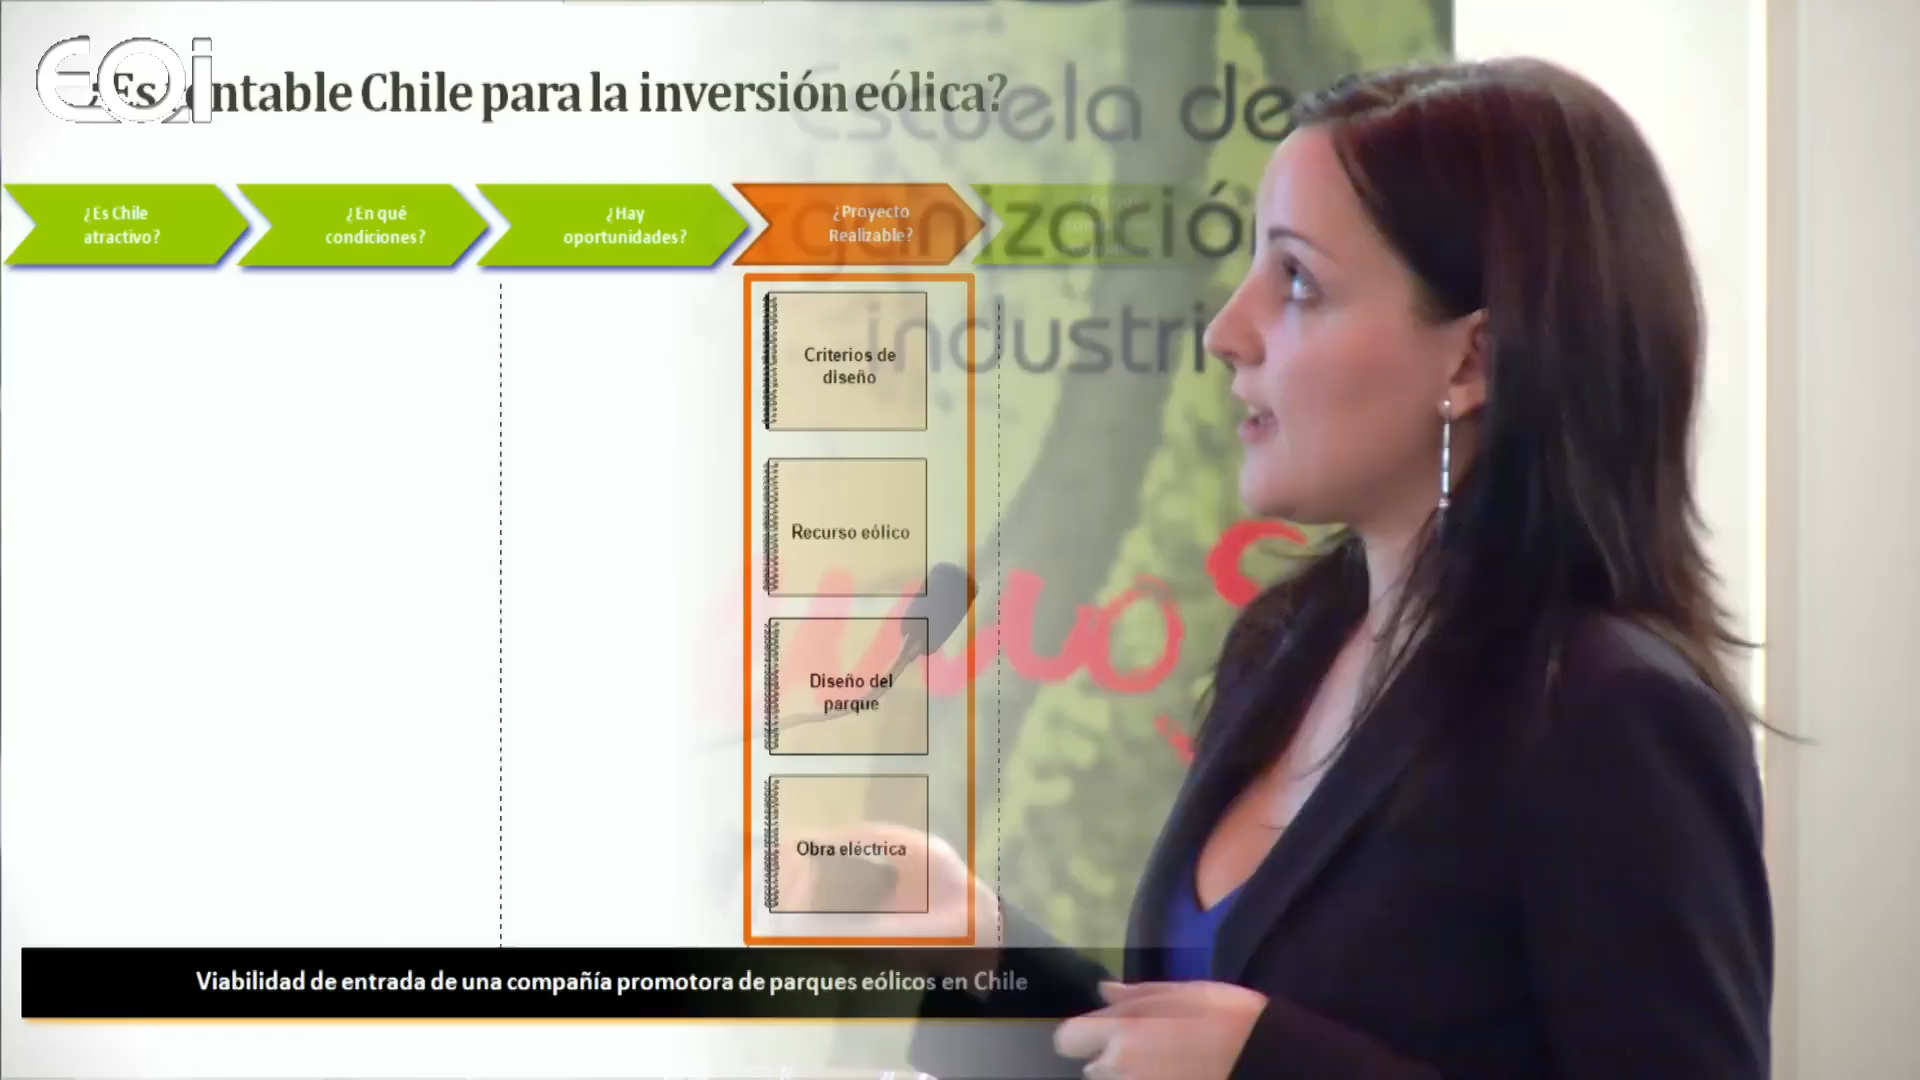 EOI
¿Es rentable Chile para la inversión eólica?
Escuela de
organización
industri
¿Es Chile
atractivo?
¿En qué
condiciones?
¿Hay
oportunidades?
¿Proyecto
Realizable?
Criterios de
diseño
Recurso eólico
Diseño del
parque
Obra eléctrica
Viabilidad de entrada de una compañía promotora de parques eólicos en Chile